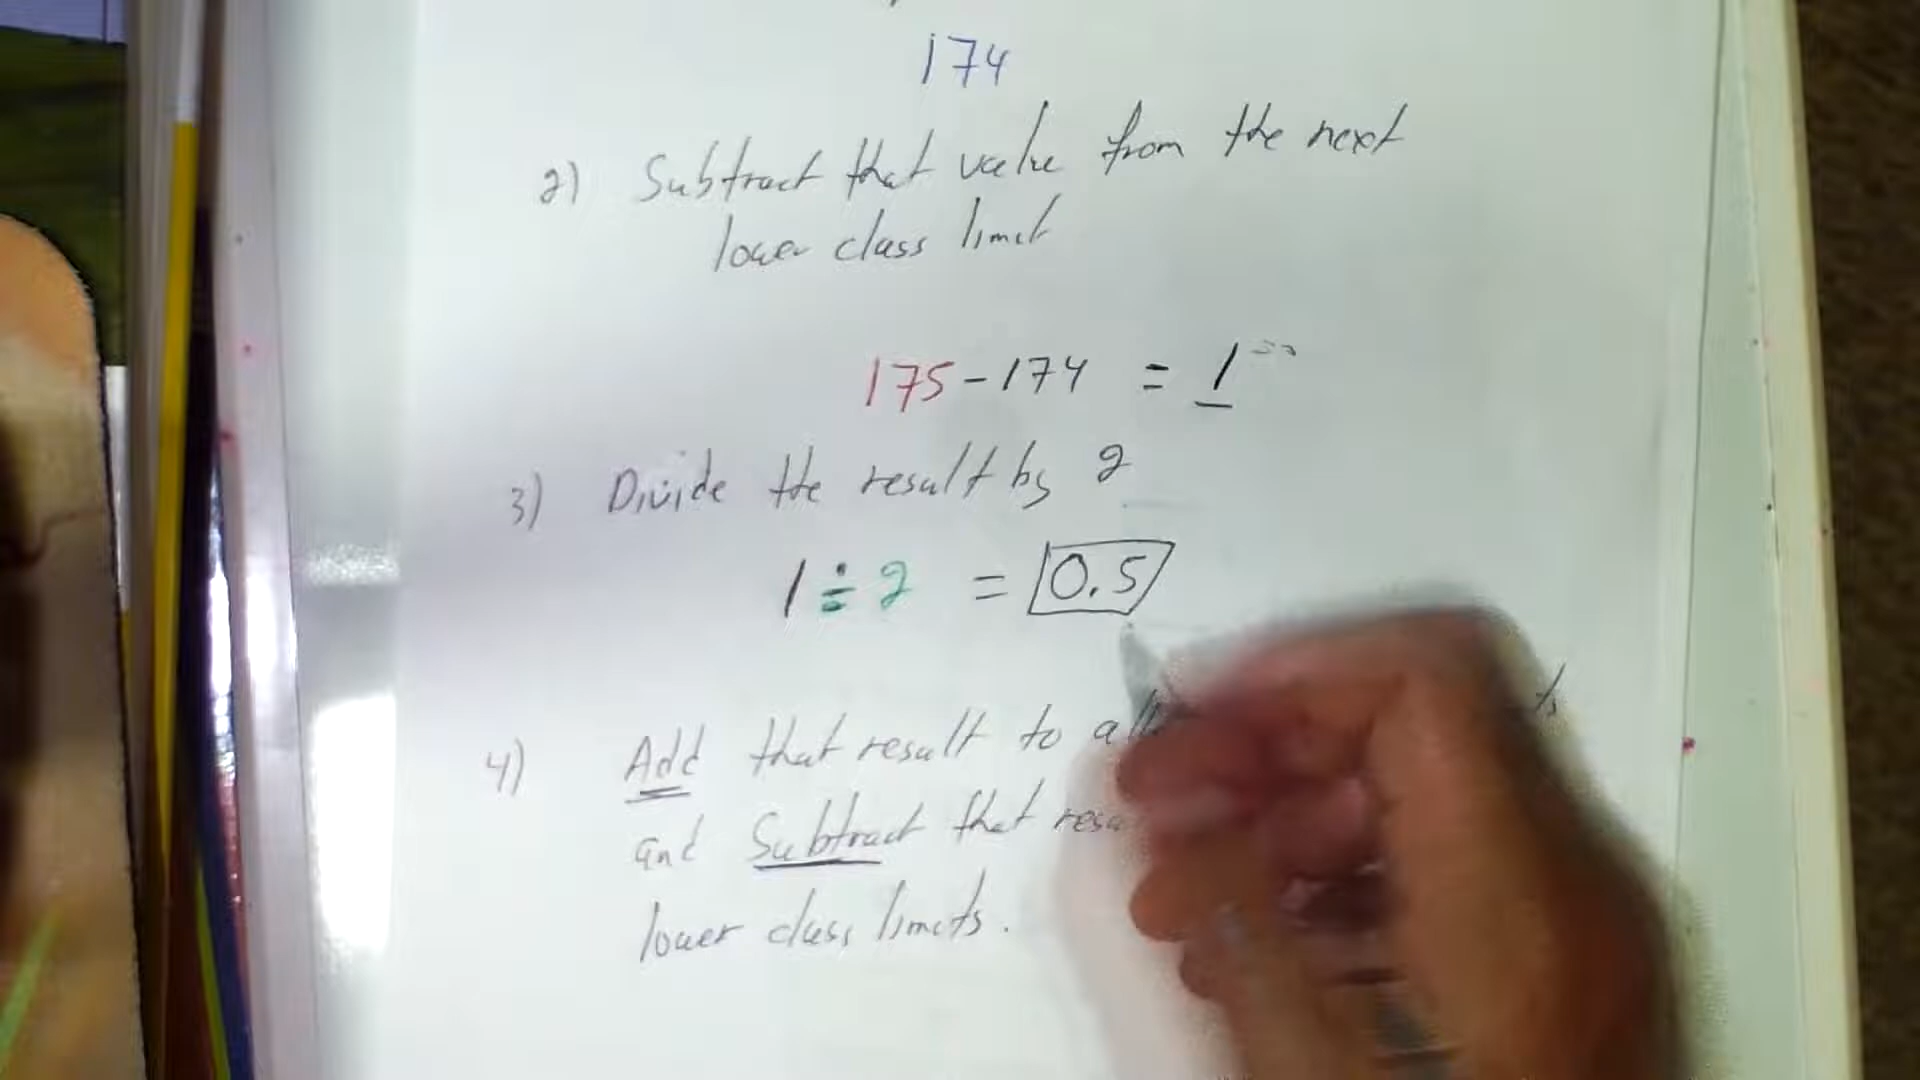 174
2) Subtract that value from the next
lower class limit
175 - 174 = 1
3) Divide the result by 2
1 ÷ 2 = 0.5
4) Add that result to all
and Subtract that
lower class limits.